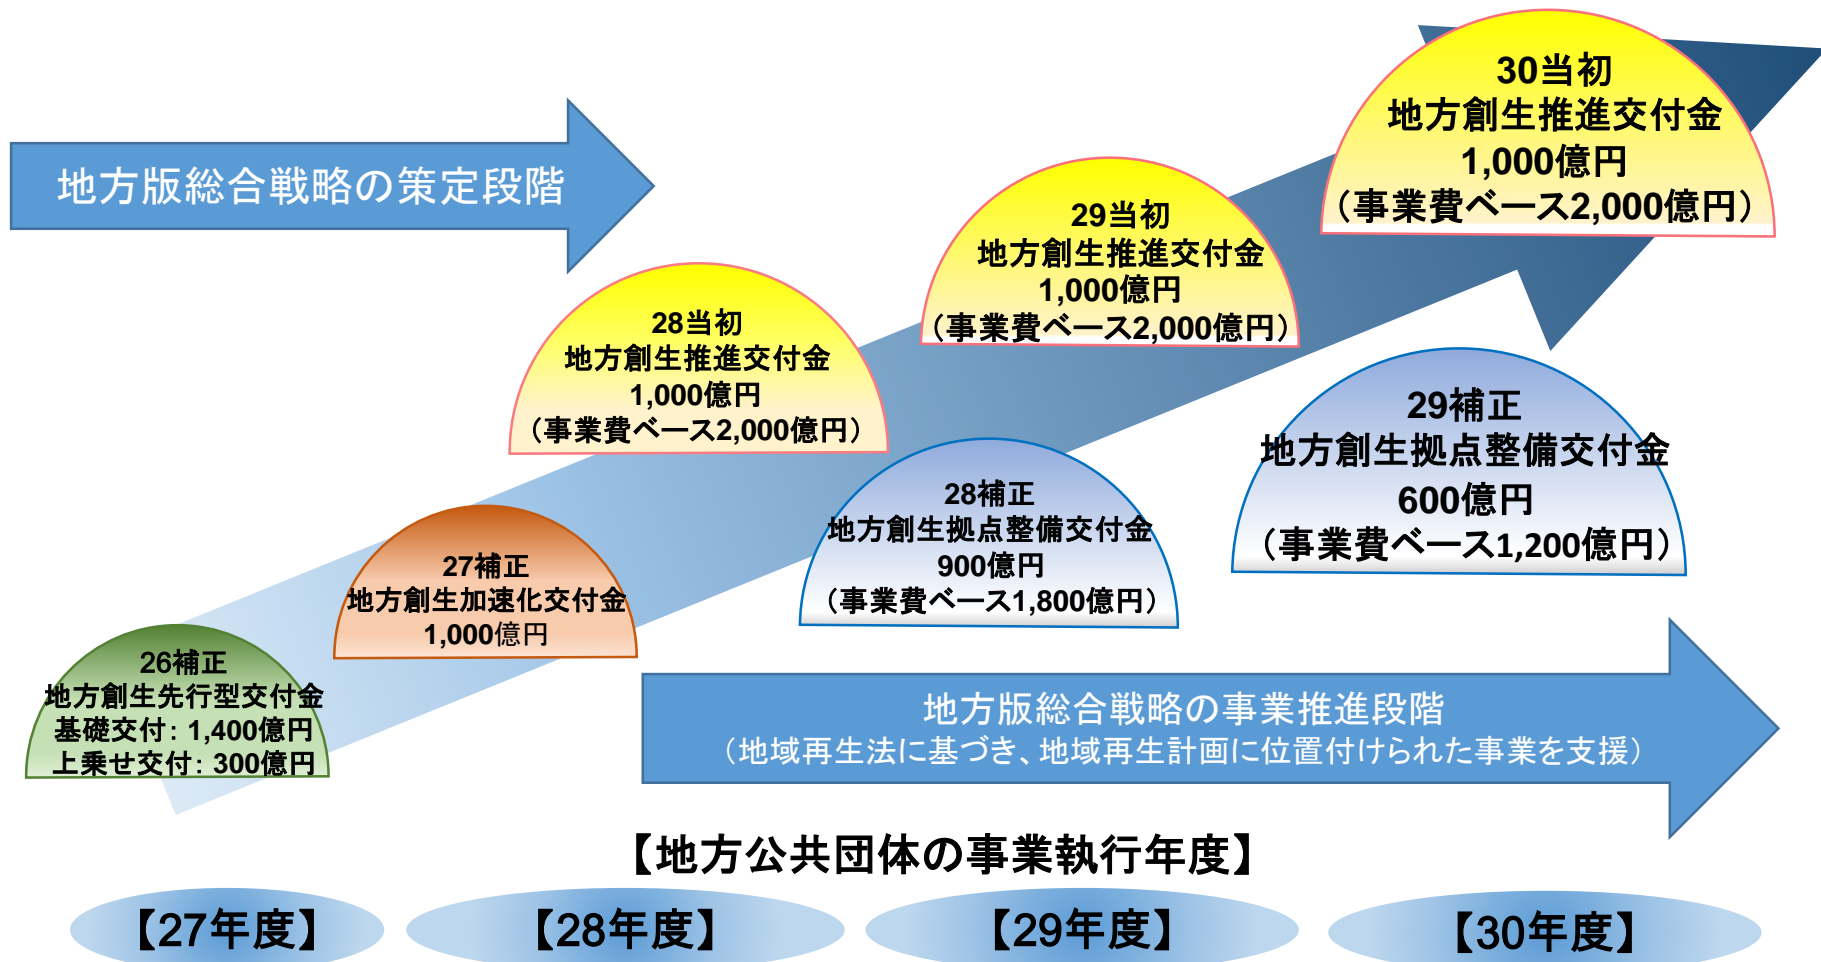 地方版総合戦略の策定段階
30当初
地方創生推進交付金
1,000億円
(事業費ベース2,000億円)
29当初
地方創生推進交付金
1,000億円
(事業費ベース2,000億円)
28当初
地方創生推進交付金
1,000億円
(事業費ベース2,000億円)
29補正
地方創生拠点整備交付金
600億円
(事業費ベース1,200億円)
28補正
地方創生拠点整備交付金
900億円
(事業費ベース1,800億円)
27補正
地方創生加速化交付金
1,000億円
26補正
地方創生先行型交付金
基礎交付：1,400億円
上乗せ交付：300億円
地方版総合戦略の事業推進段階
(地域再生法に基づき、地域再生計画に位置付けられた事業を支援)
【地方公共団体の事業執行年度】
【27年度】
【28年度】
【29年度】
【30年度】